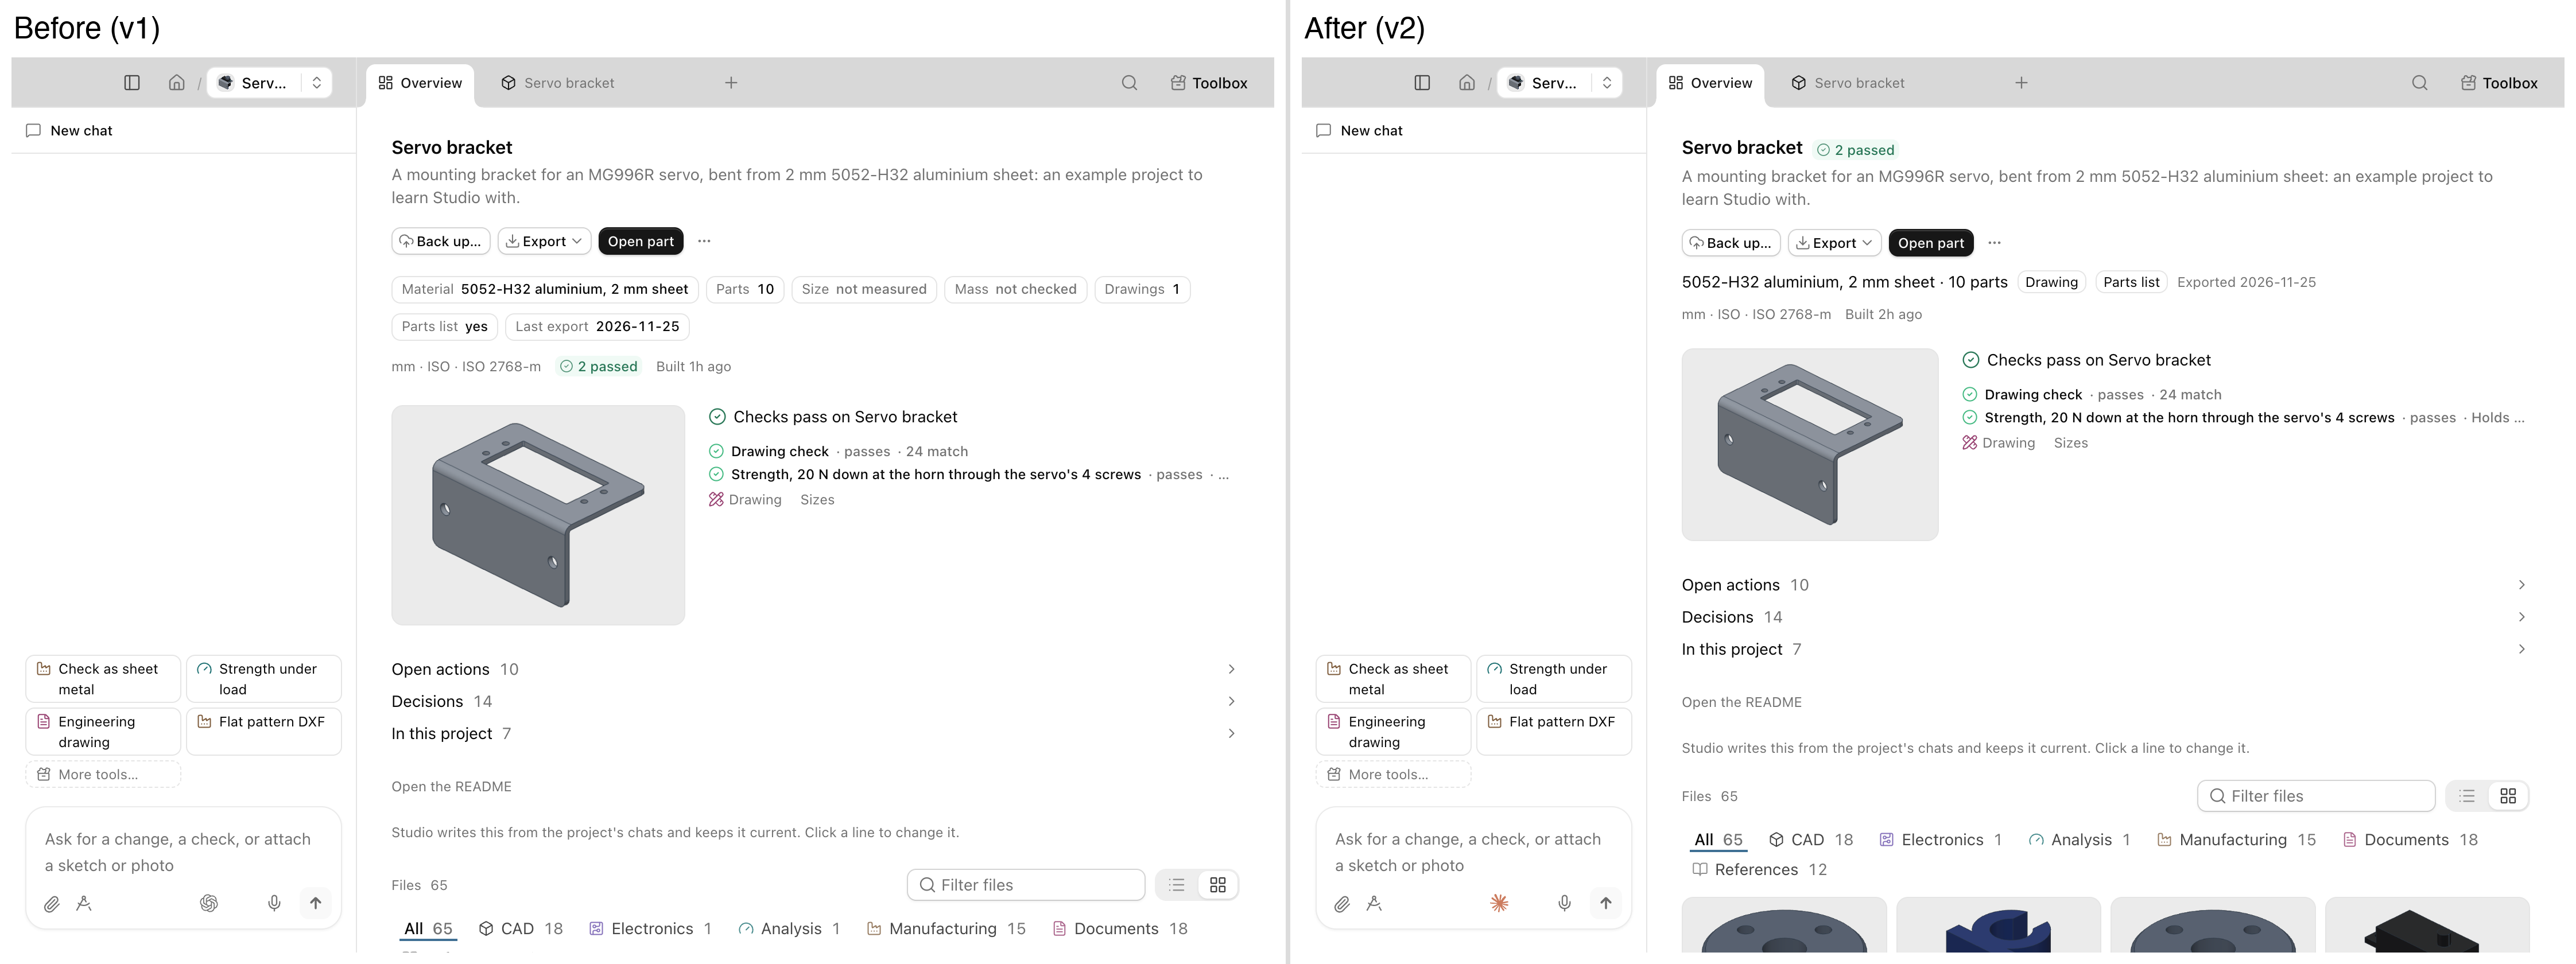 Before (v1)
Serv...
Overview
Servo bracket
Toolbox
New chat
Servo bracket
A mounting bracket for an MG996R servo, bent from 2 mm 5052-H32 aluminium sheet: an example project to
learn Studio with.
Back up...
Export
Open part
Material 5052-H32 aluminium, 2 mm sheet
Parts 10
Size not measured
Mass not checked
Drawings 1
Parts list yes
Last export 2026-11-25
mm · ISO · ISO 2768-m
2 passed
Built 1h ago
Checks pass on Servo bracket
Drawing check · passes · 24 match
Strength, 20 N down at the horn through the servo's 4 screws · passes · ...
Drawing Sizes
Open actions 10
Decisions 14
In this project 7
Open the README
Studio writes this from the project's chats and keeps it current. Click a line to change it.
Files 65
Filter files
All 65
CAD 18
Electronics 1
Analysis 1
Manufacturing 15
Documents 18
Check as sheet
metal
Strength under
load
Engineering
drawing
Flat pattern DXF
More tools...
Ask for a change, a check, or attach
a sketch or photo
After (v2)
Serv...
Overview
Servo bracket
Toolbox
New chat
Servo bracket
2 passed
A mounting bracket for an MG996R servo, bent from 2 mm 5052-H32 aluminium sheet: an example project to
learn Studio with.
Back up...
Export
Open part
5052-H32 aluminium, 2 mm sheet · 10 parts
Drawing
Parts list
Exported 2026-11-25
mm · ISO · ISO 2768-m
Built 2h ago
Checks pass on Servo bracket
Drawing check · passes · 24 match
Strength, 20 N down at the horn through the servo's 4 screws · passes · Holds ...
Drawing Sizes
Open actions 10
Decisions 14
In this project 7
Open the README
Studio writes this from the project's chats and keeps it current. Click a line to change it.
Files 65
Filter files
All 65
CAD 18
Electronics 1
Analysis 1
Manufacturing 15
Documents 18
References 12
Check as sheet
metal
Strength under
load
Engineering
drawing
Flat pattern DXF
More tools...
Ask for a change, a check, or attach
a sketch or photo